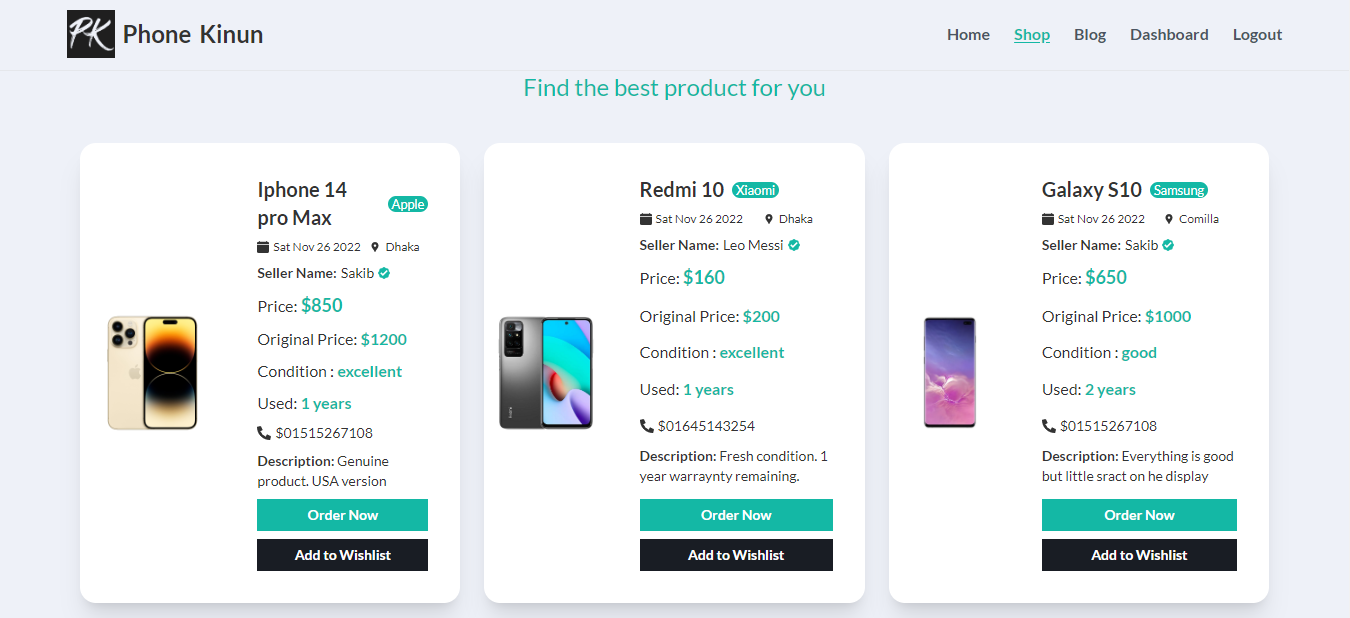 PK Phone Kinun
Home Shop Blog Dashboard Logout
Find the best product for you
Iphone 14
pro Max
Apple
Sat Nov 26 2022 Dhaka
Seller Name: Sakib
Price: $850
Original Price: $1200
Condition : excellent
Used: 1 years
$01515267108
Description: Genuine
product. USA version
Order Now
Add to Wishlist
Redmi 10 Xiaomi
Sat Nov 26 2022 Dhaka
Seller Name: Leo Messi
Price: $160
Original Price: $200
Condition : excellent
Used: 1 years
$01645143254
Description: Fresh condition. 1
year warraynty remaining.
Order Now
Add to Wishlist
Galaxy S10 Samsung
Sat Nov 26 2022 Comilla
Seller Name: Sakib
Price: $650
Original Price: $1000
Condition : good
Used: 2 years
$01515267108
Description: Everything is good
but little sract on he display
Order Now
Add to Wishlist